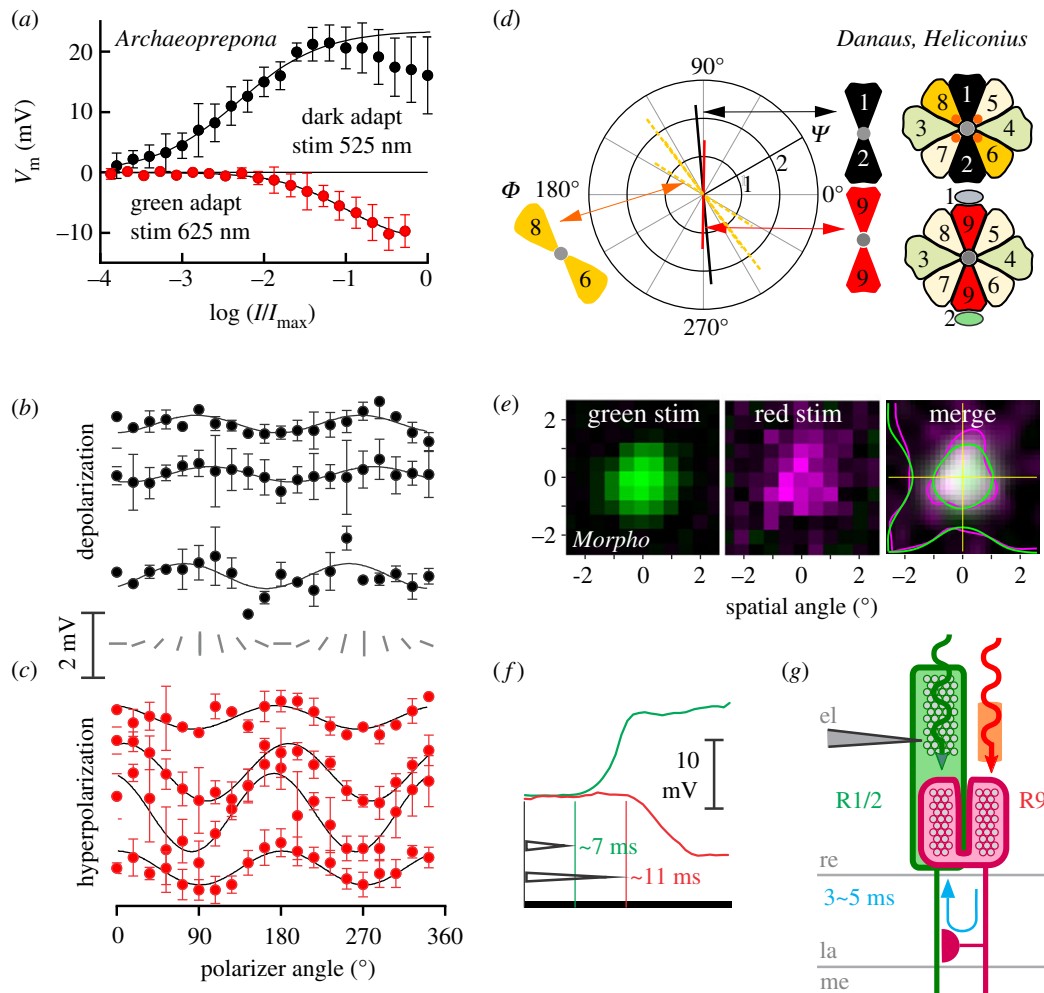 (a)
Archaeoprepona
20
10
0
−10
Vm (mV)
dark adapt
stim 525 nm
green adapt
stim 625 nm
−4 −3 −2 −1 0
log (I/Imax)
(d)
Danaus, Heliconius
90°
Ψ
2
1
Φ 180°
0°
270°
8
6
1
2
9
9
1
8 5
3 4
7 6
2
1
9
8 5
3 4
7 6
9
2
(b)
depolarization
2 mV
(c)
hyperpolarization
0 90 180 270 360
polarizer angle (°)
(e)
green stim
red stim
merge
2
0
−2
Morpho
−2 0 2
−2 0 2
−2 0 2
spatial angle (°)
(f)
10
mV
~7 ms
~11 ms
(g)
el
R1/2
R9
re
3~5 ms
la
me